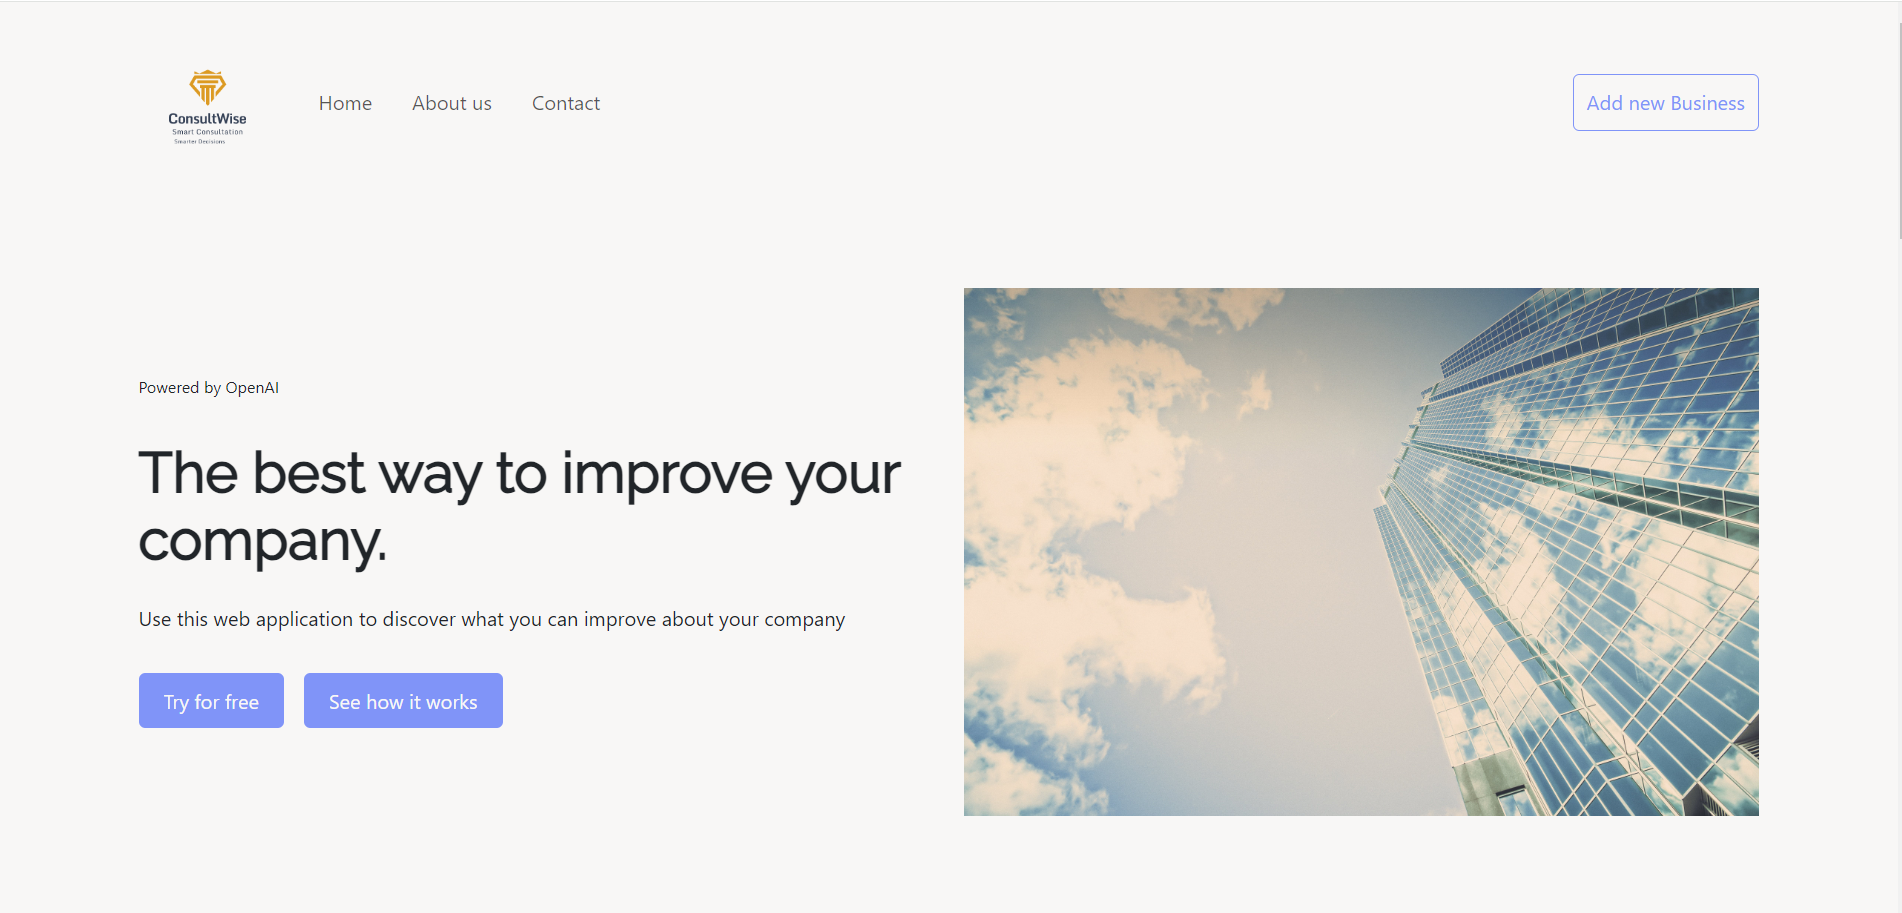 ConsultWise
Smart Consultation
Smarter Decisions
Home
About us
Contact
Add new Business
Powered by OpenAI
The best way to improve your
company.
Use this web application to discover what you can improve about your company
Try for free
See how it works